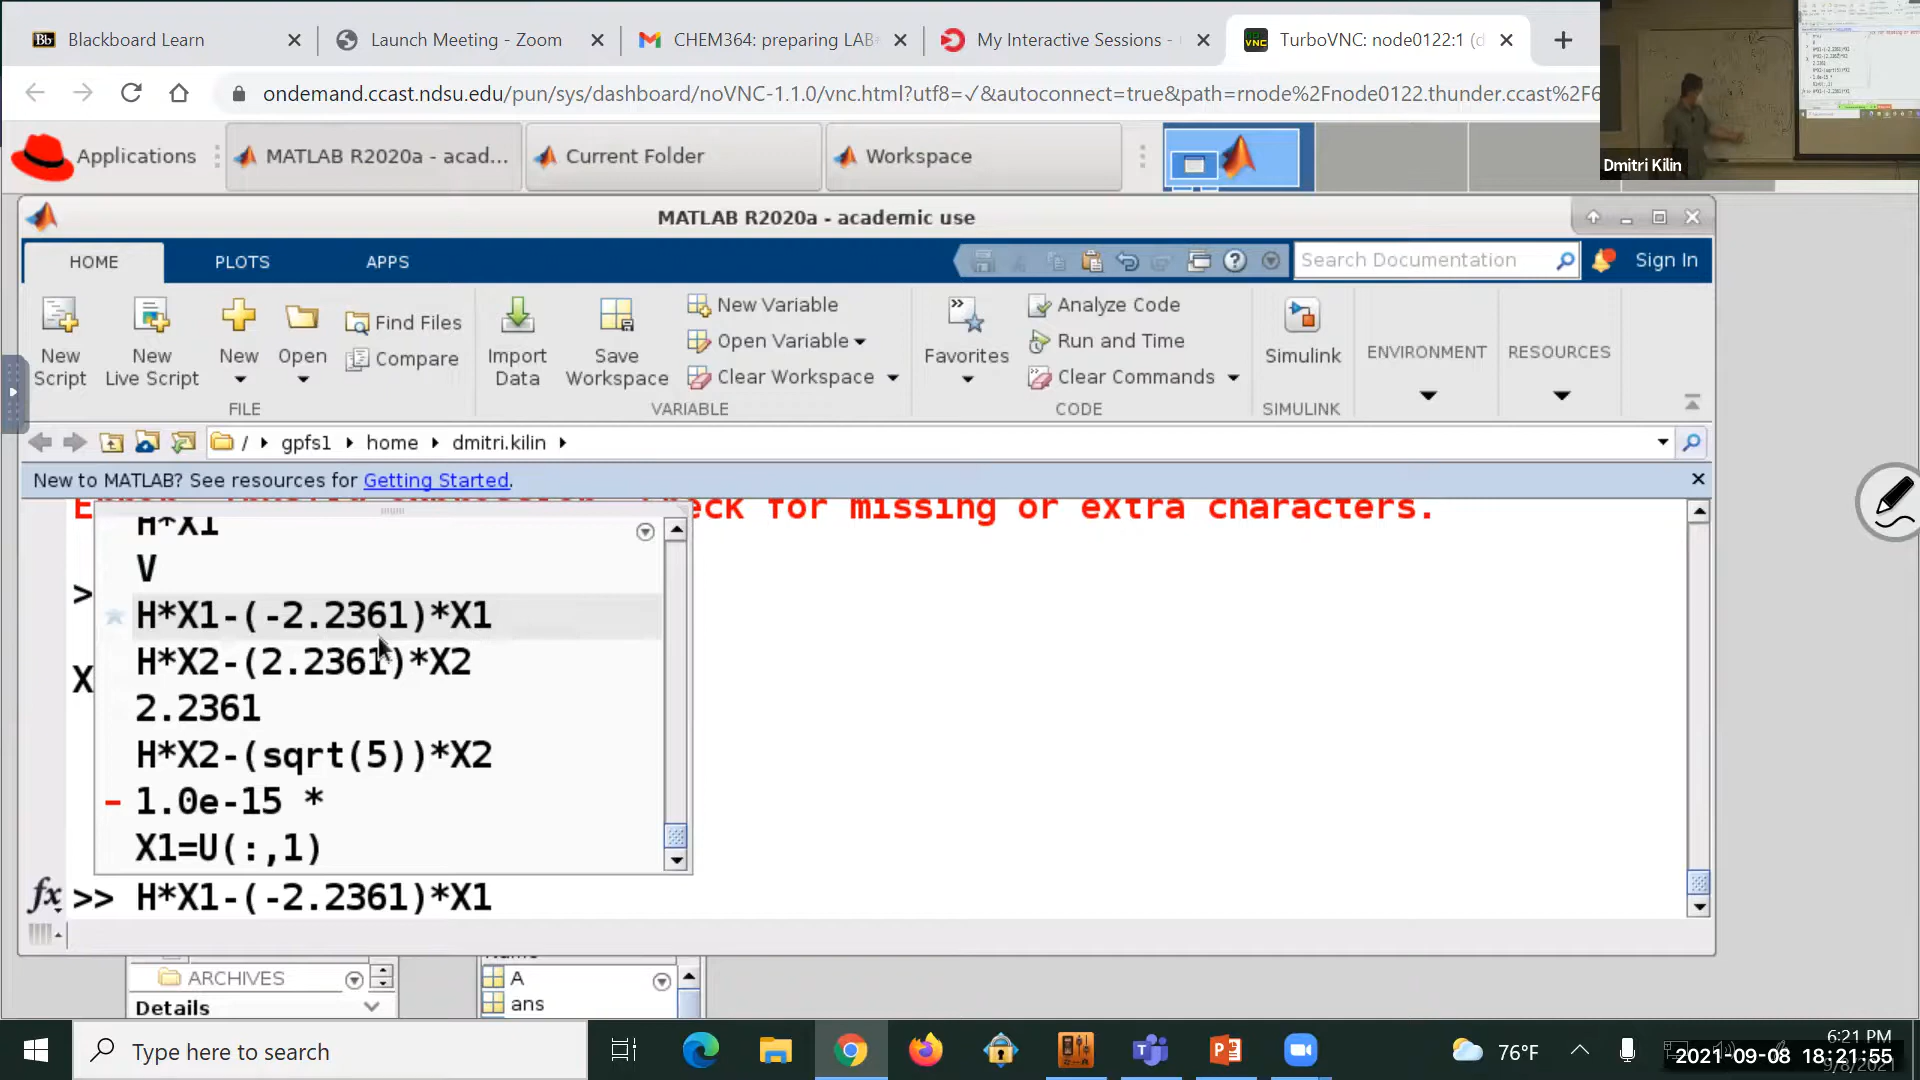 Blackboard Learn
Launch Meeting - Zoom
CHEM364: preparing LAB
My Interactive Sessions -
TurboVNC: node0122:1 (d
ondemand.ccast.ndsu.edu/pun/sys/dashboard/noVNC-1.1.0/vnc.html?utf8=✓&autoconnect=true&path=rnode%2Fnode0122.thunder.ccast%2F6
Dmitri Kilin
Applications
MATLAB R2020a - acad...
Current Folder
Workspace
MATLAB R2020a - academic use
HOME
PLOTS
APPS
Search Documentation
Sign In
New Script
New Live Script
New
Open
Find Files
Compare
FILE
Import Data
Save Workspace
New Variable
Open Variable
Clear Workspace
VARIABLE
Favorites
Analyze Code
Run and Time
Clear Commands
CODE
Simulink
SIMULINK
ENVIRONMENT
RESOURCES
/ gpfs1 home dmitri.kilin
New to MATLAB? See resources for Getting Started.
eck for missing or extra characters.
H*X1
V
>
H*X1-(-2.2361)*X1
H*X2-(2.2361)*X2
X
2.2361
H*X2-(sqrt(5))*X2
1.0e-15 *
X1=U(:,1)
fx >> H*X1-(-2.2361)*X1
ARCHIVES
Details
Name
A
ans
Type here to search
76°F
6:21 PM
9/8/2021
2021-09-08 18:21:55